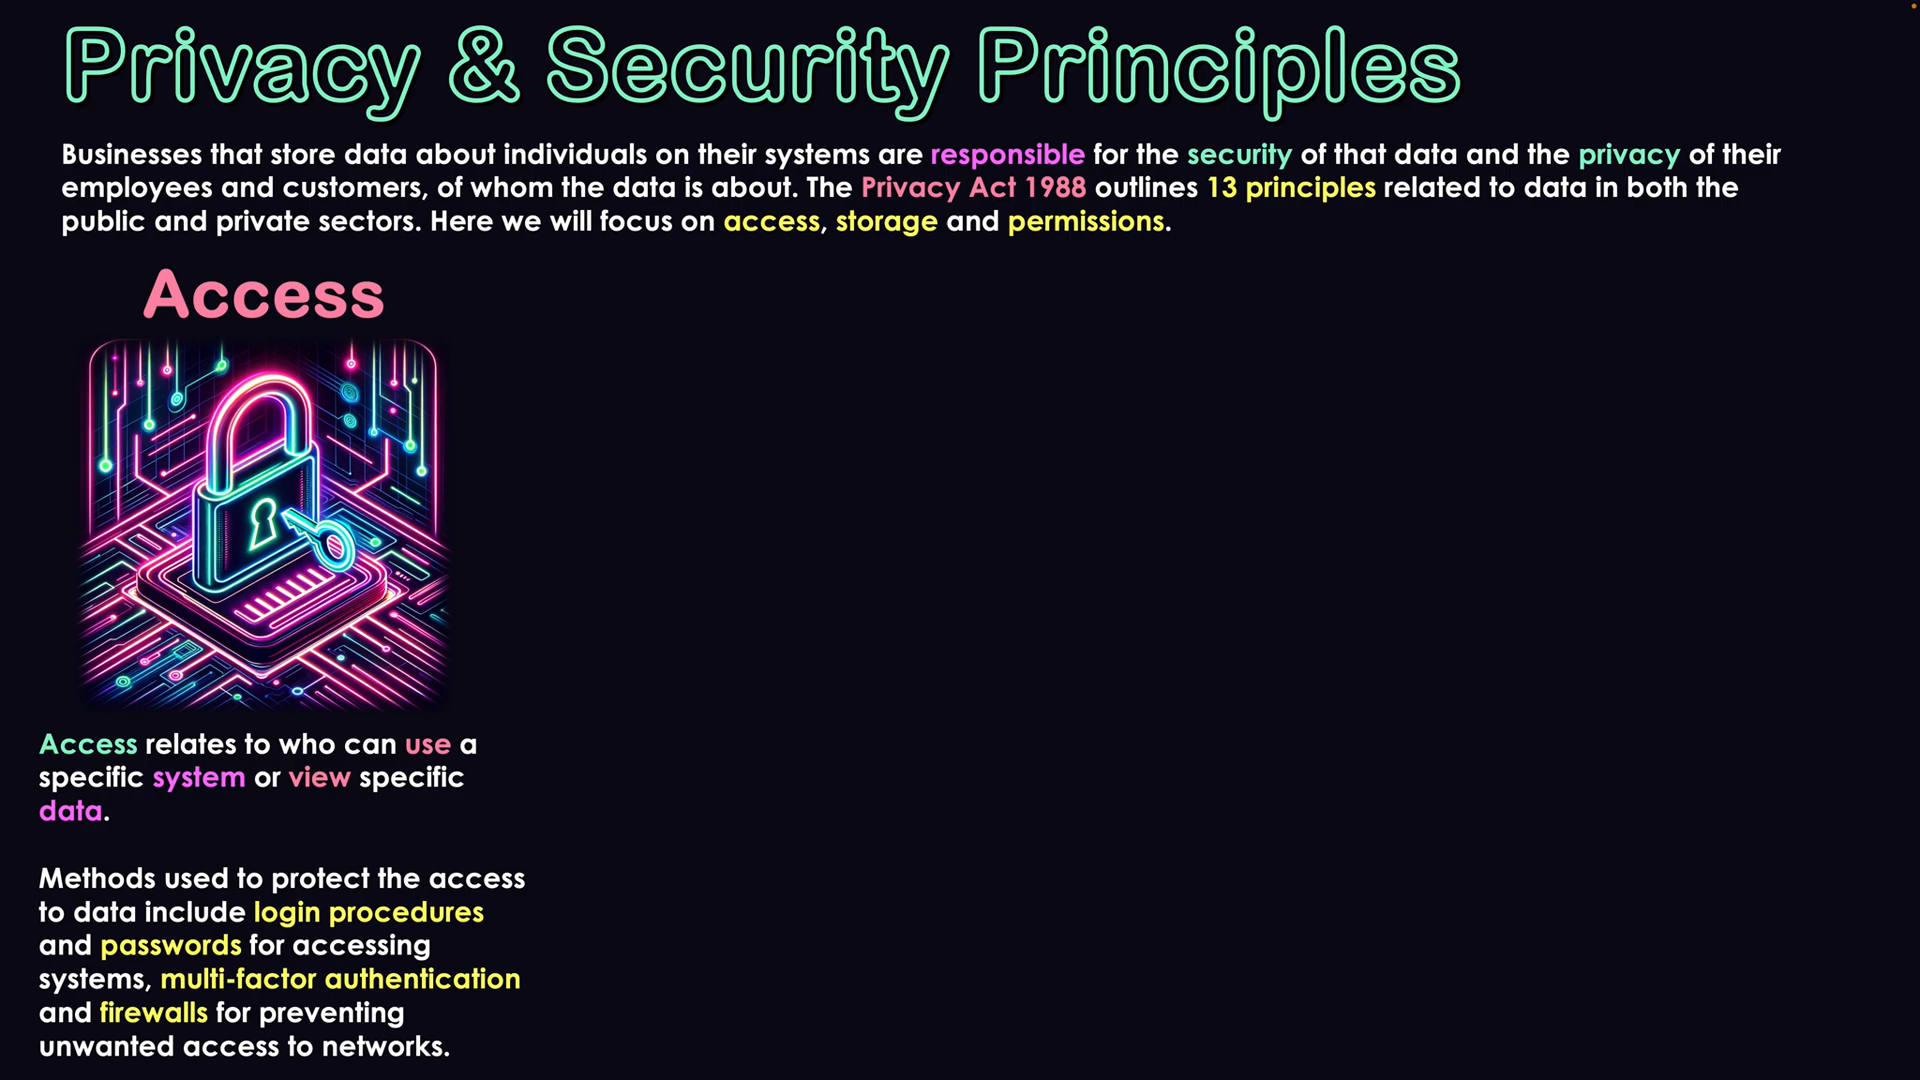 Privacy & Security Principles
Businesses that store data about individuals on their systems are responsible for the security of that data and the privacy of their
employees and customers, of whom the data is about. The Privacy Act 1988 outlines 13 principles related to data in both the
public and private sectors. Here we will focus on access, storage and permissions.
Access
Access relates to who can use a
specific system or view specific
data.
Methods used to protect the access
to data include login procedures
and passwords for accessing
systems, multi-factor authentication
and firewalls for preventing
unwanted access to networks.